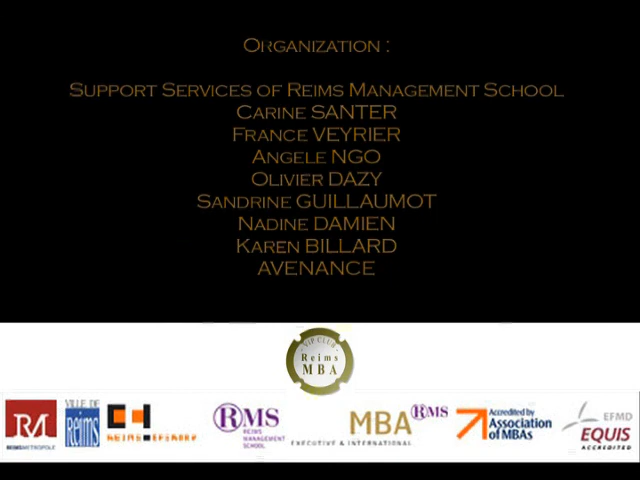 Organization :
Support Services of Reims Management School
Carine SANTER
France VEYRIER
Angele NGO
Olivier DAZY
Sandrine GUILLAUMOT
Nadine DAMIEN
Karen BILLARD
AVENANCE
VIP CLUB
Reims
MBA
REIMS METROPOLE
VILLE DE
Reims
RMS
REIMS
MANAGEMENT
SCHOOL
MBA RMS
EXECUTIVE & INTERNATIONAL
Accredited by
Association
of MBAs
EFMD
EQUIS
ACCREDITED